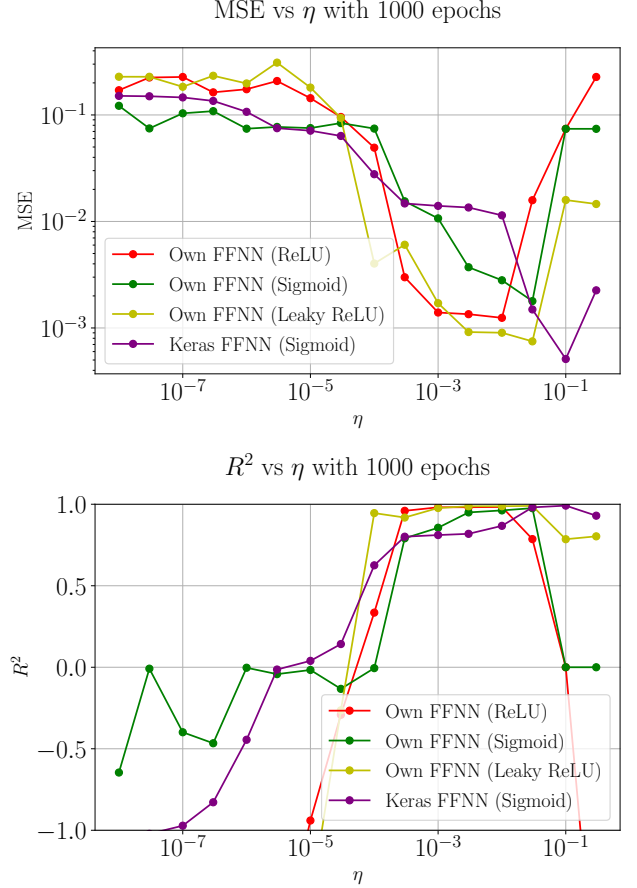 MSE vs η with 1000 epochs
10⁻¹
10⁻²
10⁻³
MSE
Own FFNN (ReLU)
Own FFNN (Sigmoid)
Own FFNN (Leaky ReLU)
Keras FFNN (Sigmoid)
10⁻⁷ 10⁻⁵ 10⁻³ 10⁻¹
η
R² vs η with 1000 epochs
1.0
0.5
0.0
−0.5
−1.0
R²
Own FFNN (ReLU)
Own FFNN (Sigmoid)
Own FFNN (Leaky ReLU)
Keras FFNN (Sigmoid)
10⁻⁷ 10⁻⁵ 10⁻³ 10⁻¹
η